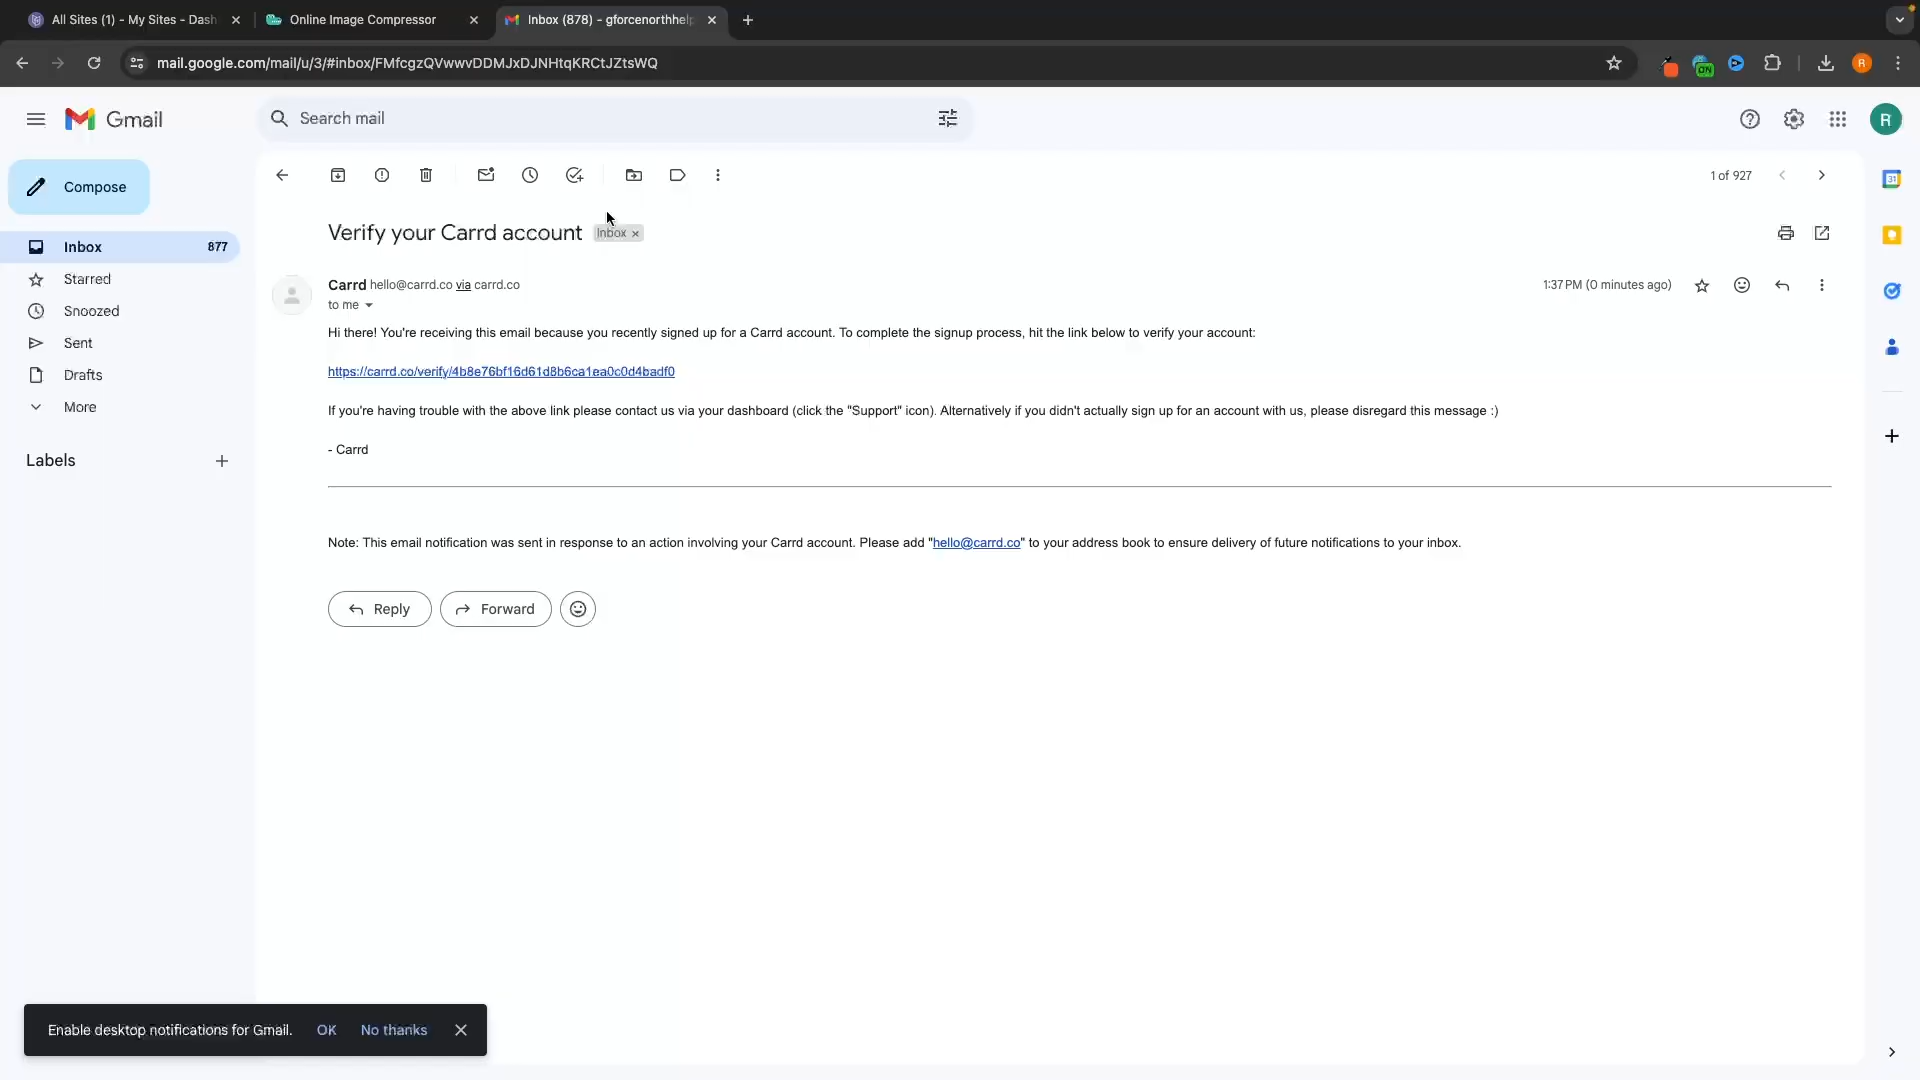 All Sites (1) - My Sites - Dash
Online Image Compressor
Inbox (878) - gforcenorthhelp
mail.google.com/mail/u/3/#inbox/FMfcgzQVwwvDDMJxDJNHtqKRCtJZtsWQ
ON
R
Gmail
Search mail
R
Compose
1 of 927
31
Verify your Carrd account
Inbox
Inbox 877
Starred
Carrd hello@carrd.co via carrd.co
1:37 PM (0 minutes ago)
to me
Snoozed
Hi there! You're receiving this email because you recently signed up for a Carrd account. To complete the signup process, hit the link below to verify your account:
Sent
https://carrd.co/verify/4b8e76bf16d61d8b6ca1ea0c0d4badf0
Drafts
More
If you're having trouble with the above link please contact us via your dashboard (click the "Support" icon). Alternatively if you didn't actually sign up for an account with us, please disregard this message :)
- Carrd
Labels
Note: This email notification was sent in response to an action involving your Carrd account. Please add "hello@carrd.co" to your address book to ensure delivery of future notifications to your inbox.
Reply
Forward
Enable desktop notifications for Gmail. OK No thanks